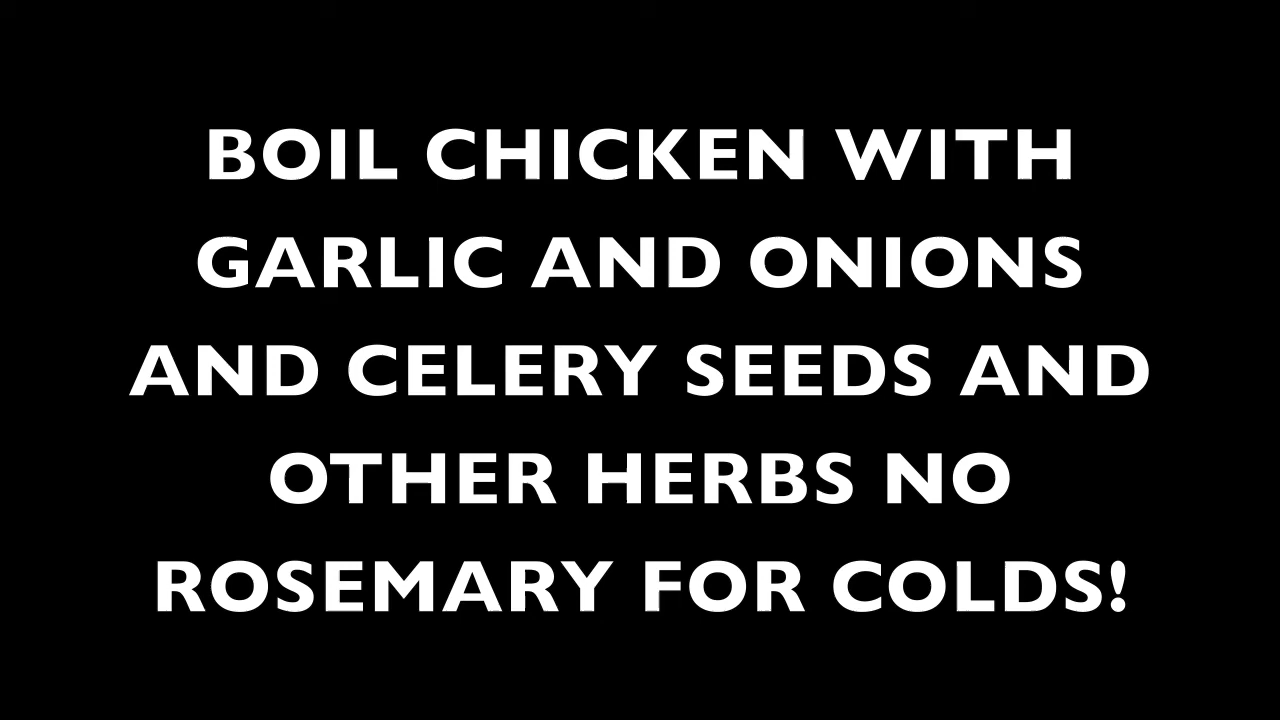 BOIL CHICKEN WITH
GARLIC AND ONIONS
AND CELERY SEEDS AND
OTHER HERBS NO
ROSEMARY FOR COLDS!